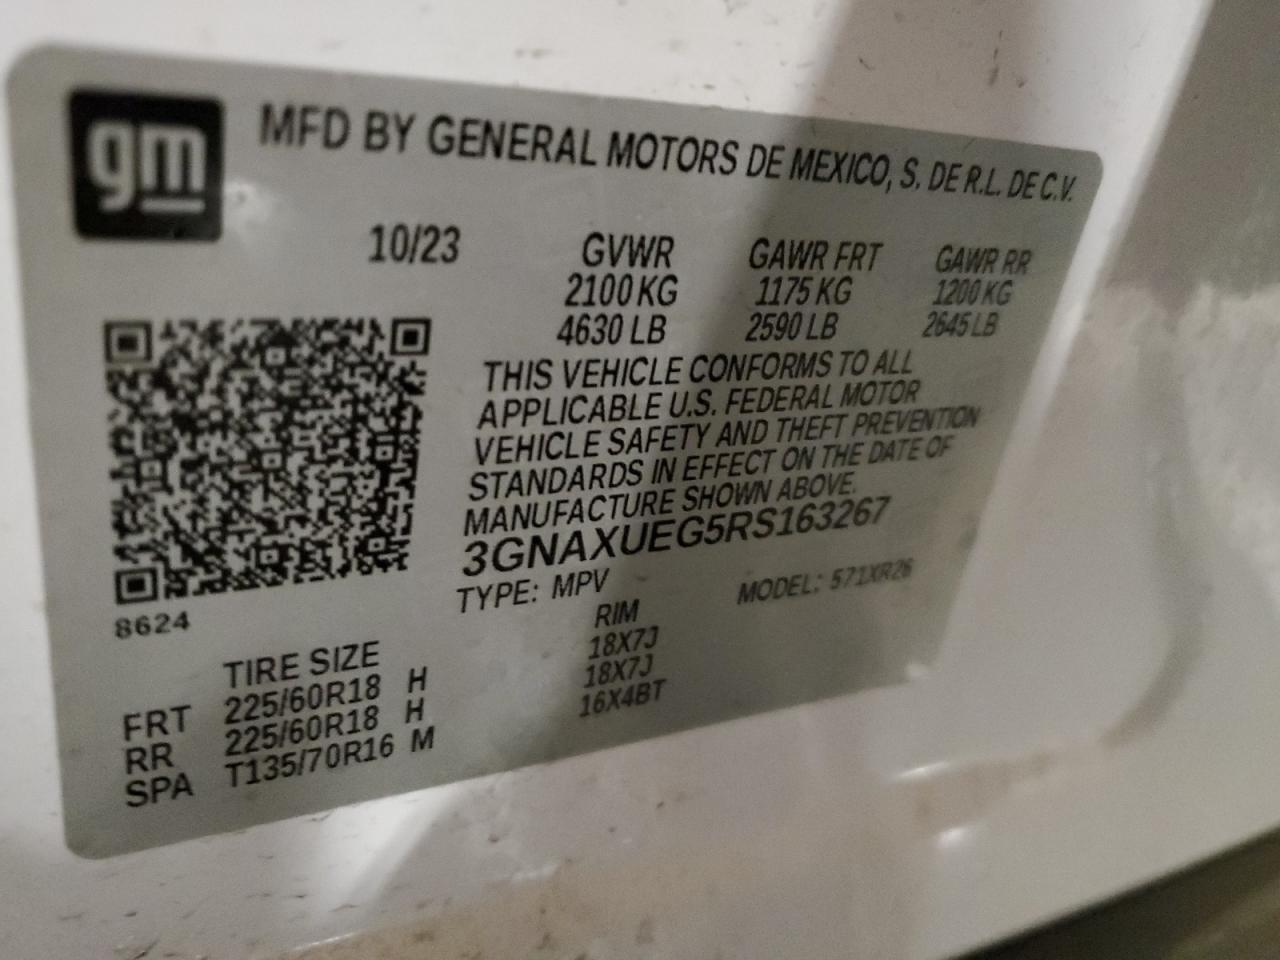 gm
MFD BY GENERAL MOTORS DE MEXICO, S. DE R.L. DE C.V.
10/23 GVWR GAWR FRT GAWR RR
2100 KG 1175 KG 1200 KG
4630 LB 2590 LB 2645 LB
THIS VEHICLE CONFORMS TO ALL
APPLICABLE U.S. FEDERAL MOTOR
VEHICLE SAFETY AND THEFT PREVENTION
STANDARDS IN EFFECT ON THE DATE OF
MANUFACTURE SHOWN ABOVE.
3GNAXUEG5RS163267
TYPE: MPV MODEL: 571XR26
8624
TIRE SIZE RIM
FRT 225/60R18 H 18X7J
RR 225/60R18 H 18X7J
SPA T135/70R16 M 16X4BT